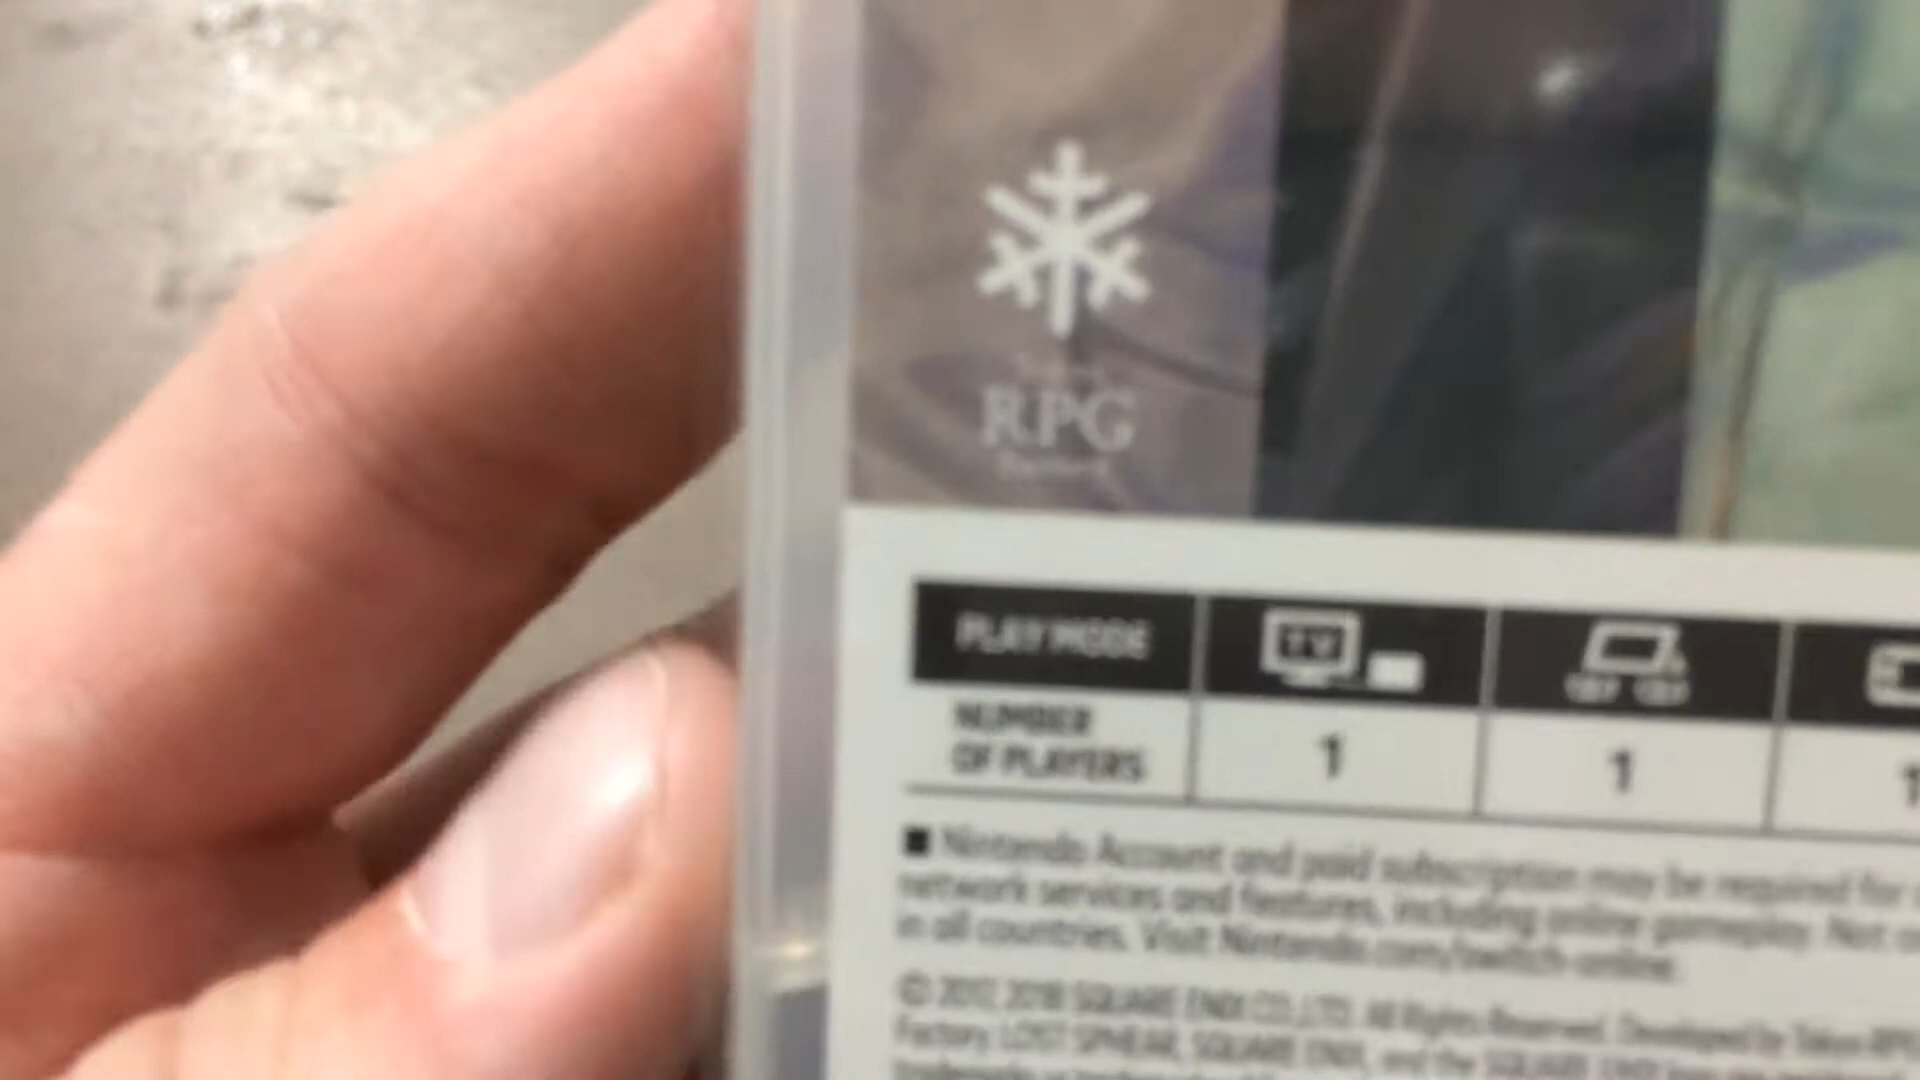 RPG
PLAY MODE
TV
NUMBER
OF PLAYERS
1
1
1
■ Nintendo Account and paid subscription may be required for
network services and features, including online gameplay. Not
in all countries. Visit Nintendo.com/switch-online.
© 2017, 2018 SQUARE ENIX CO., LTD. All Rights Reserved. Developed by Tokyo RPG
Factory. LOST SPHEAR, SQUARE ENIX, and the SQUARE ENIX